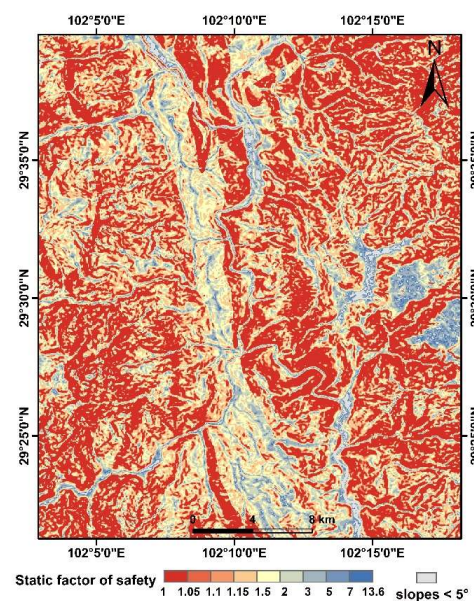 102°5'0"E 102°10'0"E 102°15'0"E
N
29°35'0"N
29°30'0"N
29°25'0"N
0 4 8 km
102°5'0"E 102°10'0"E 102°15'0"E
Static factor of safety
1 1.05 1.1 1.15 1.5 2 3 5 7 13.6
slopes < 5°